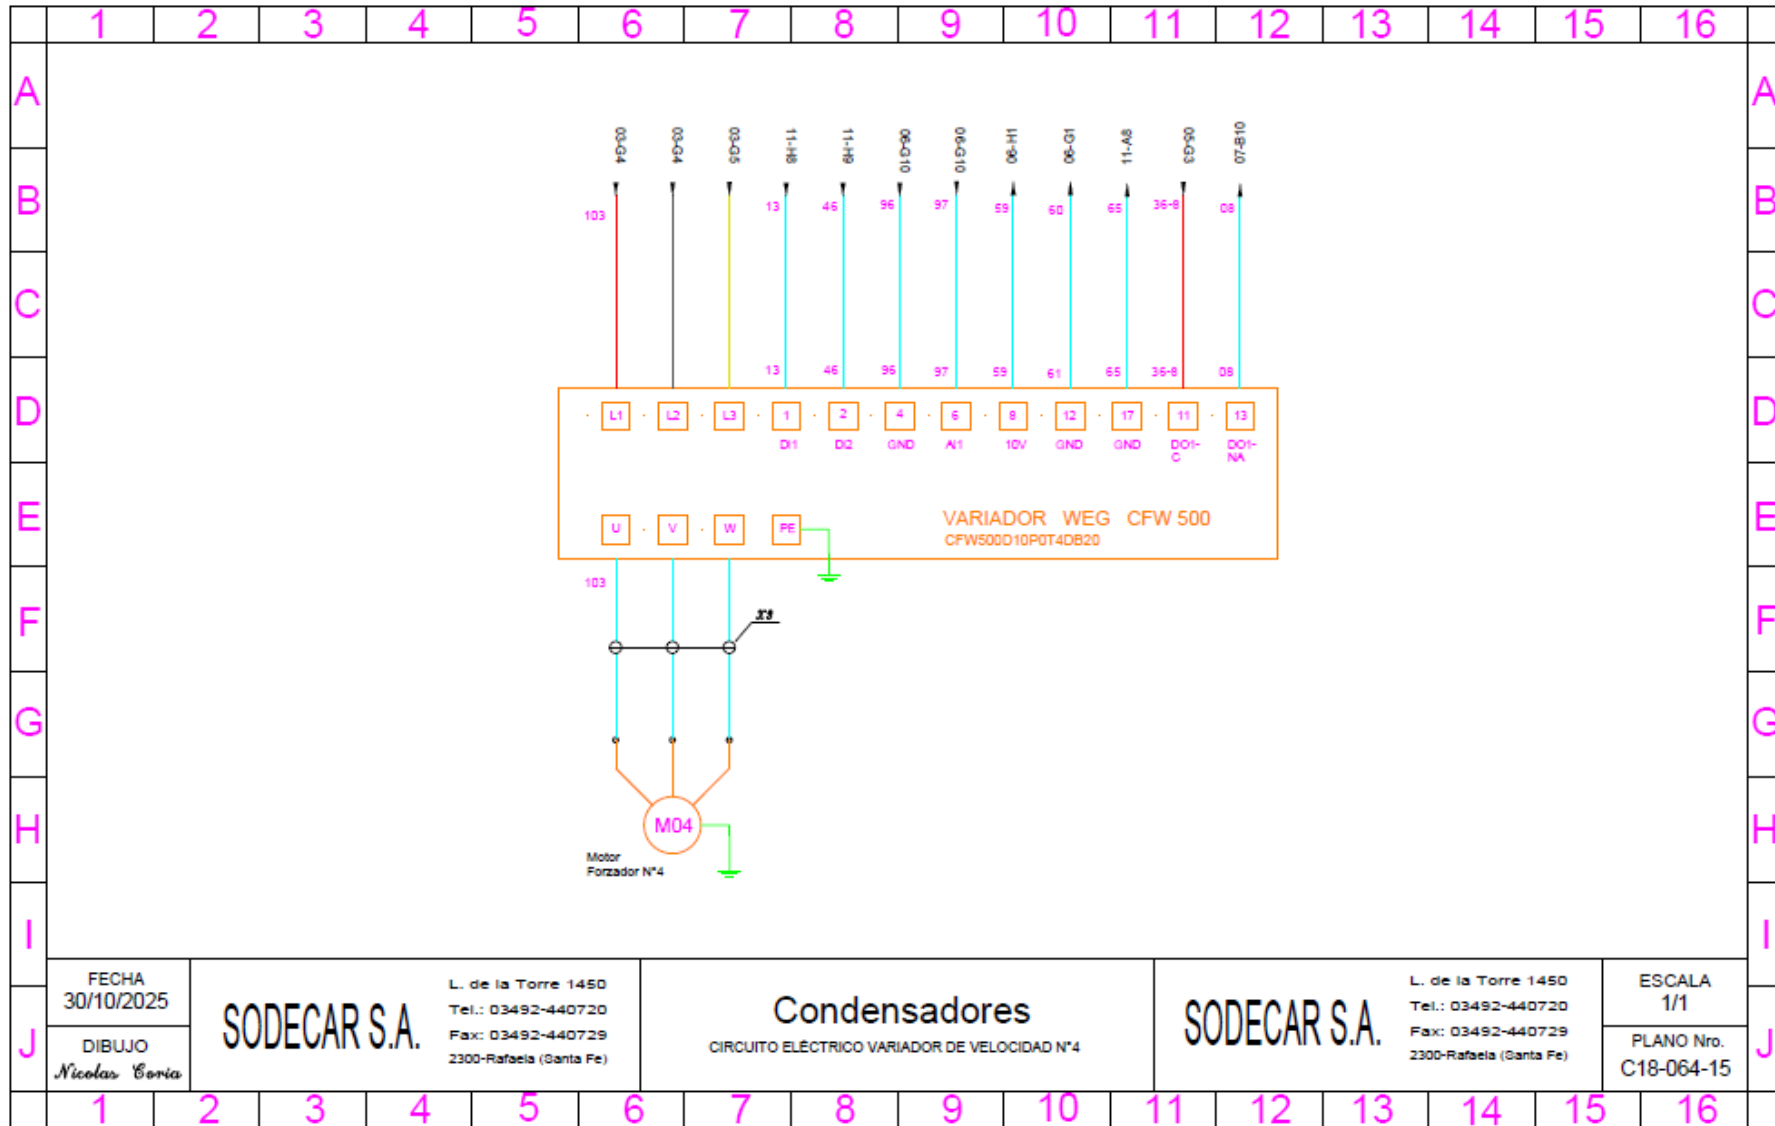 1 2 3 4 5 6 7 8 9 10 11 12 13 14 15 16
A A
B B
C C
D D
E E
F F
G G
H H
I I
J J
03-G4 03-G4 03-G5 11-H8 11-H9 06-G10 06-G10 06-H1 06-G1 11-A8 07-B10
103 13 46 96 97 59 60 65 36-8 08
13 46 96 97 59 61 65 36-8 08
L1 L2 L3 1 2 4 6 8 12 17 11 13
DI1 DI2 GND AI1 10V GND GND DO1-C DO1-NA
U V W PE
VARIADOR WEG CFW 500
CFW500D10P0T4DB20
103
X3
M04
Motor
Forzador N°4
FECHA
30/10/2025
DIBUJO
Nicolas Coria
SODECAR S.A.
L. de la Torre 1450
Tel.: 03492-440720
Fax: 03492-440729
2300-Rafaela (Santa Fe)
Condensadores
CIRCUITO ELÉCTRICO VARIADOR DE VELOCIDAD N°4
SODECAR S.A.
L. de la Torre 1450
Tel.: 03492-440720
Fax: 03492-440729
2300-Rafaela (Santa Fe)
ESCALA
1/1
PLANO Nro.
C18-064-15
1 2 3 4 5 6 7 8 9 10 11 12 13 14 15 16